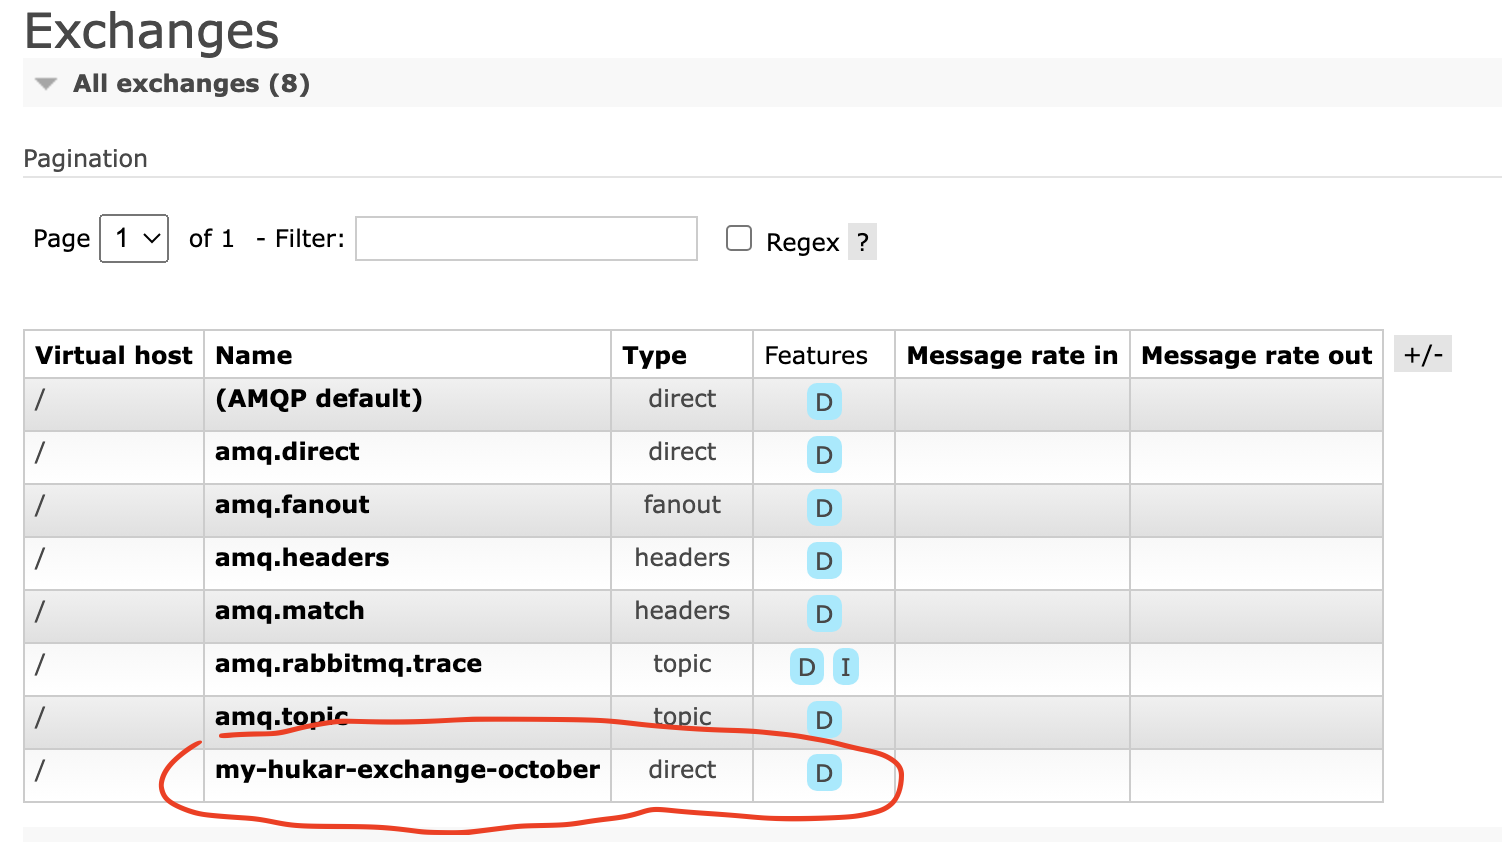 Exchanges
All exchanges (8)
Pagination
Page 1 of 1 - Filter: Regex ?
Virtual host Name Type Features Message rate in Message rate out +/-
/ (AMQP default) direct D
/ amq.direct direct D
/ amq.fanout fanout D
/ amq.headers headers D
/ amq.match headers D
/ amq.rabbitmq.trace topic D I
/ amq.topic topic D
/ my-hukar-exchange-october direct D